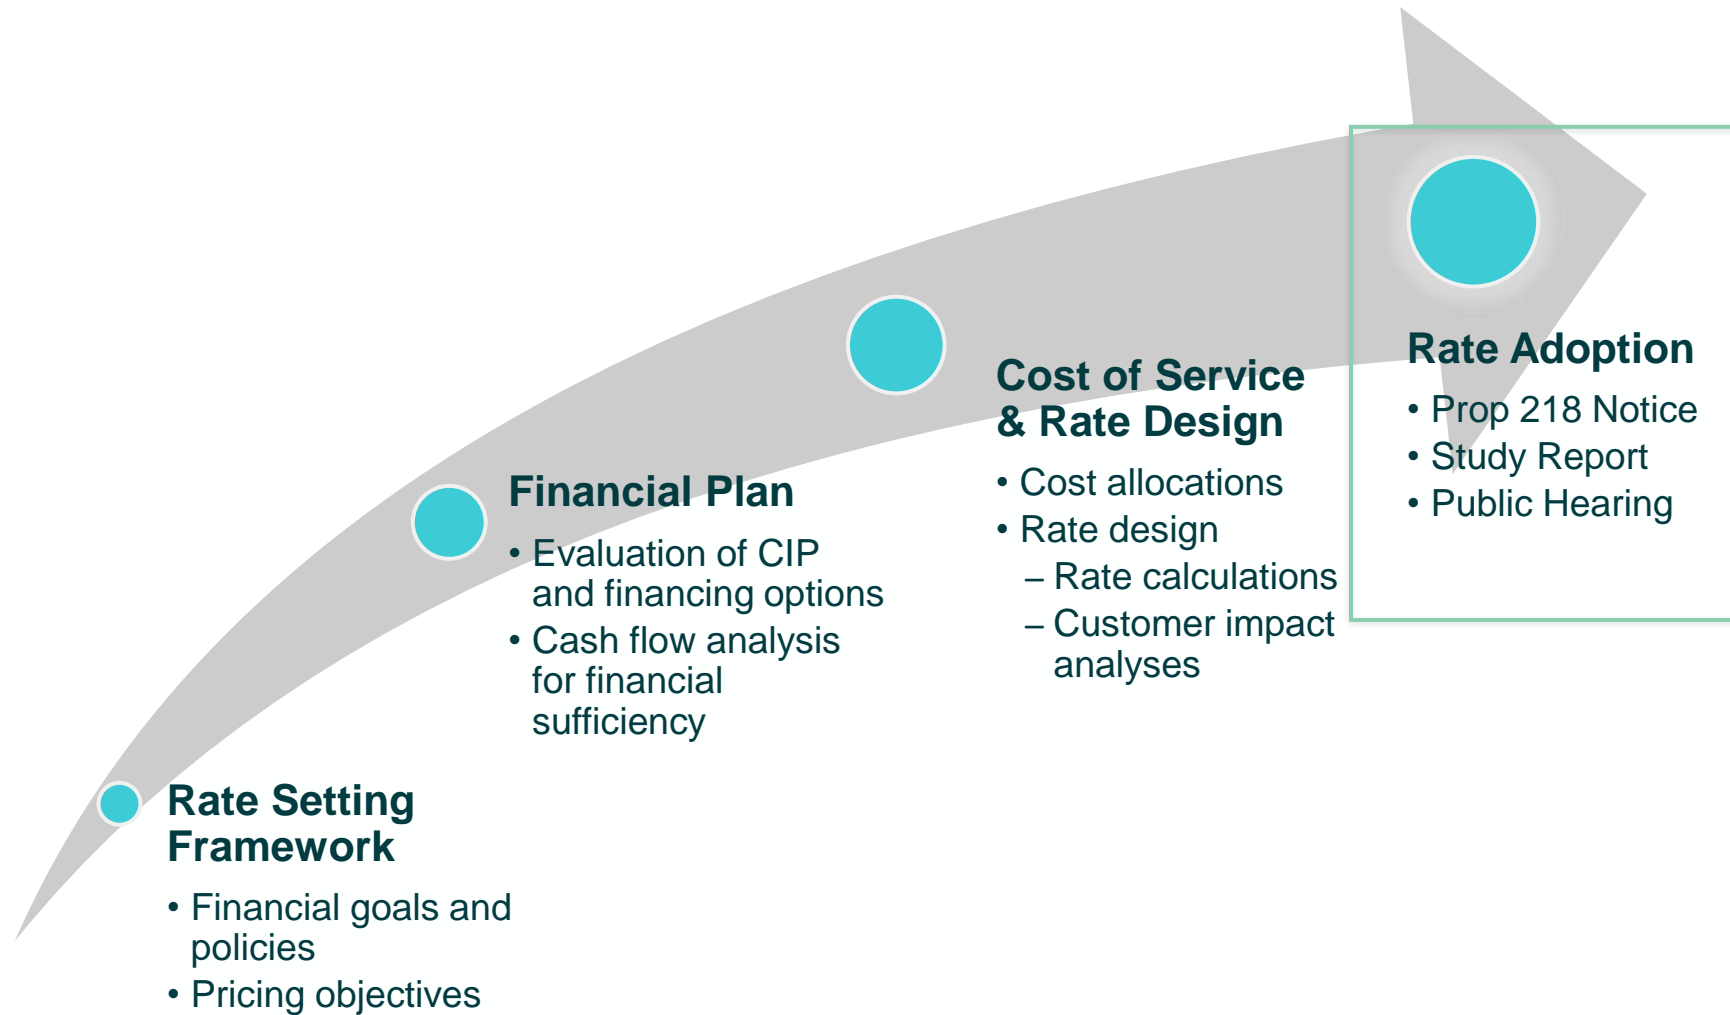 Rate Setting
Framework
• Financial goals and
policies
• Pricing objectives
Financial Plan
• Evaluation of CIP
and financing options
• Cash flow analysis
for financial
sufficiency
Cost of Service
& Rate Design
• Cost allocations
• Rate design
– Rate calculations
– Customer impact
analyses
Rate Adoption
• Prop 218 Notice
• Study Report
• Public Hearing